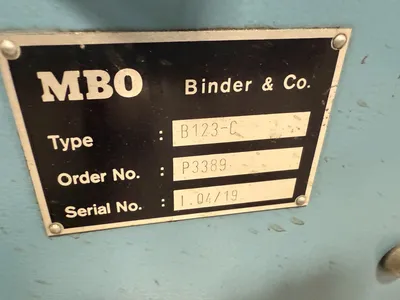 MBO Binder & Co.
Type : B123-C
Order No. : P3389
Serial No. : 1.04/19